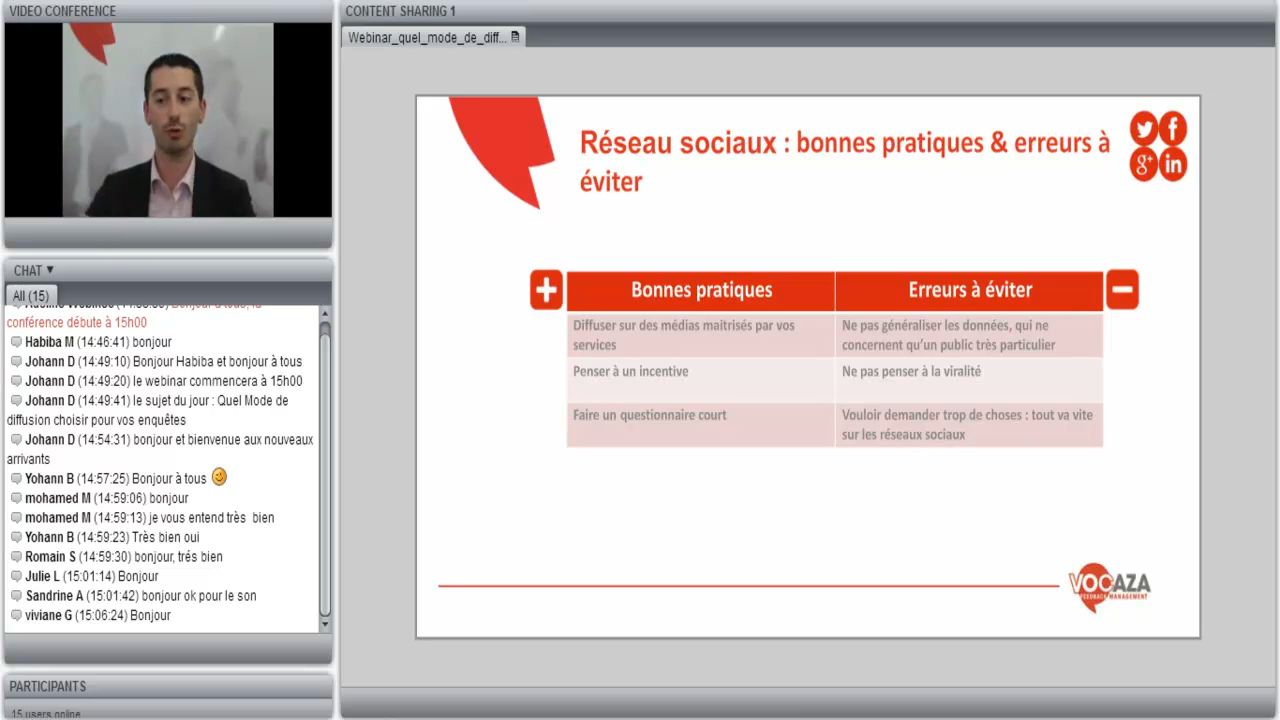 VIDEO CONFERENCE
CHAT
All (15)
conférence débute à 15h00
Habiba M (14:46:41) bonjour
Johann D (14:49:10) Bonjour Habiba et bonjour à tous
Johann D (14:49:20) le webinar commencera à 15h00
Johann D (14:49:41) le sujet du jour : Quel Mode de
diffusion choisir pour vos enquêtes
Johann D (14:54:31) bonjour et bienvenue aux nouveaux
arrivants
Yohann B (14:57:25) Bonjour à tous
mohamed M (14:59:06) bonjour
mohamed M (14:59:13) je vous entend très bien
Yohann B (14:59:23) Très bien oui
Romain S (14:59:30) bonjour, trés bien
Julie L (15:01:14) Bonjour
Sandrine A (15:01:42) bonjour ok pour le son
viviane G (15:06:24) Bonjour
PARTICIPANTS
15 users online
CONTENT SHARING 1
Webinar_quel_mode_de_diff...
Réseau sociaux : bonnes pratiques & erreurs à
éviter
Bonnes pratiques
Erreurs à éviter
Diffuser sur des médias maitrisés par vos
services
Ne pas généraliser les données, qui ne
concernent qu'un public très particulier
Penser à un incentive
Ne pas penser à la viralité
Faire un questionnaire court
Vouloir demander trop de choses : tout va vite
sur les réseaux sociaux
VOCAZA
FEEDBACK MANAGEMENT